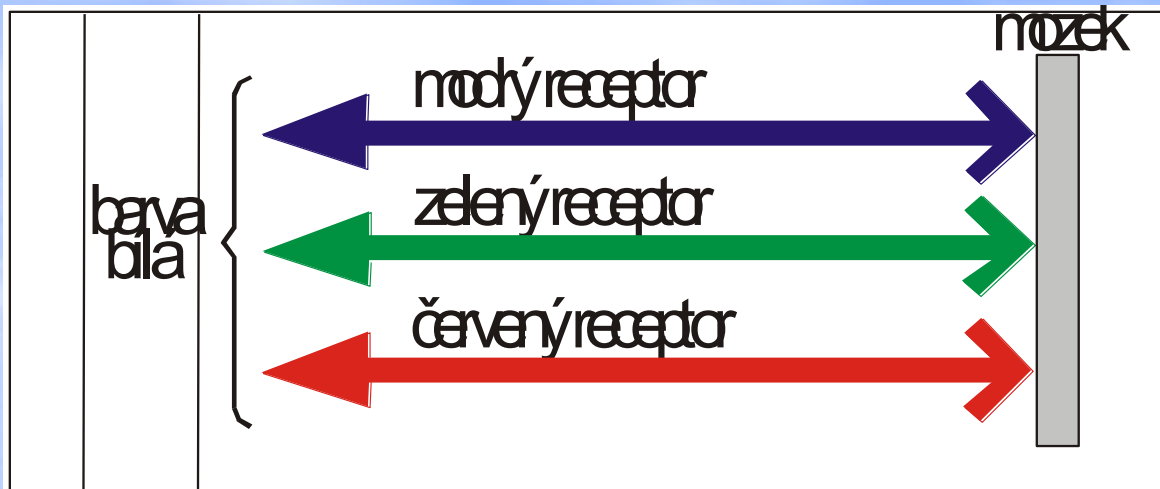 mozek
modrý receptor
zelený receptor
barva
bílá
červený receptor